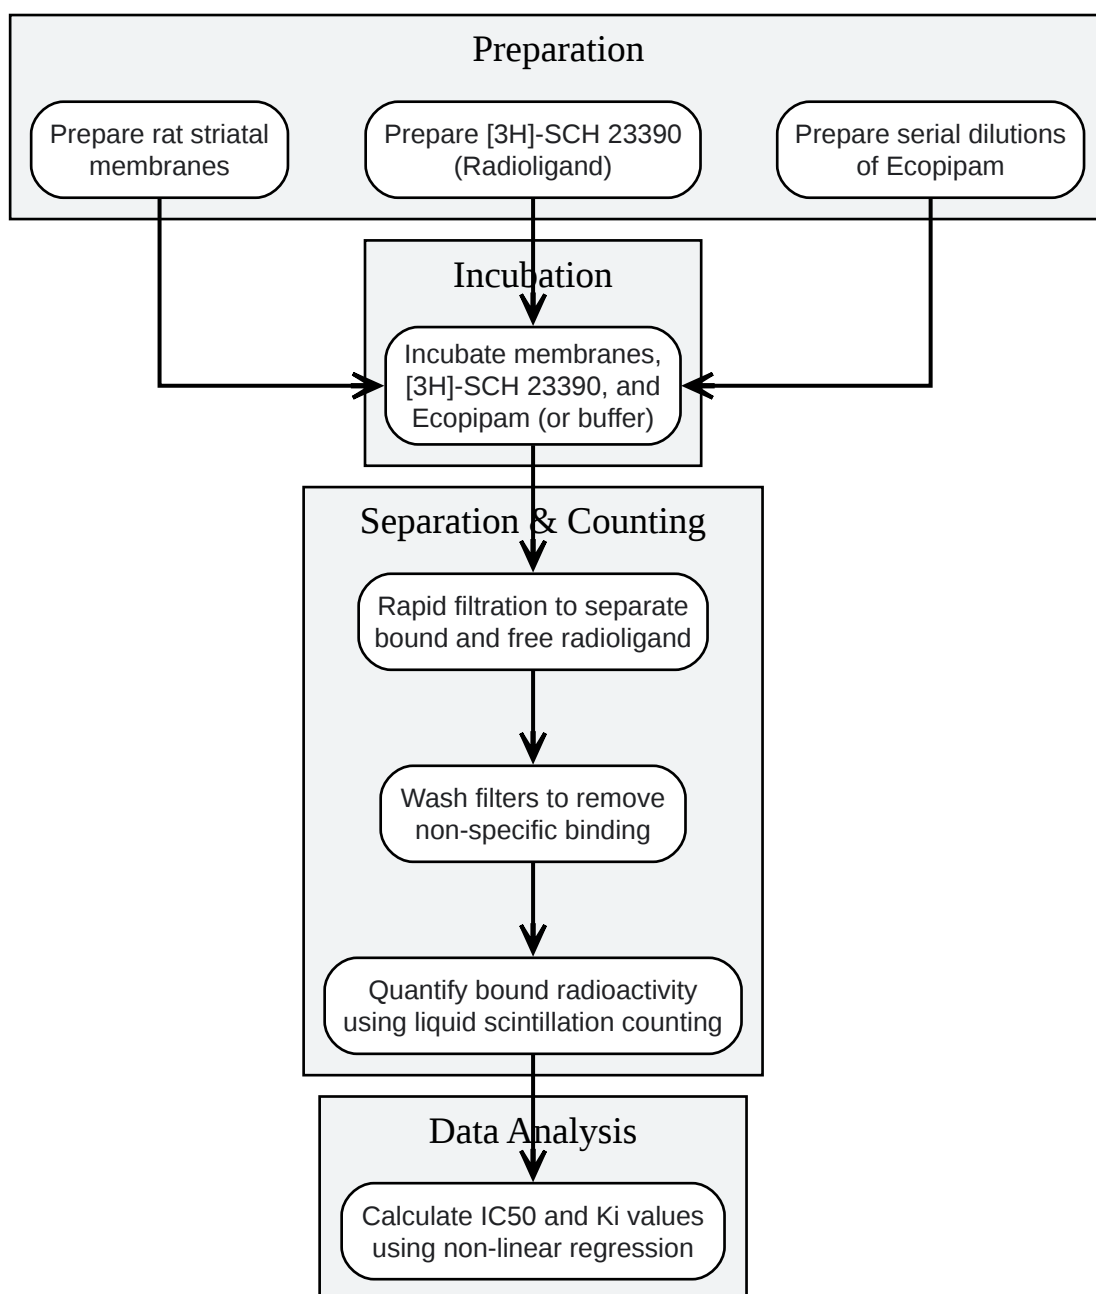 Preparation
Prepare rat striatal
membranes
Prepare [3H]-SCH 23390
(Radioligand)
Prepare serial dilutions
of Ecopipam
Incubation
Incubate membranes,
[3H]-SCH 23390, and
Ecopipam (or buffer)
Separation & Counting
Rapid filtration to separate
bound and free radioligand
Wash filters to remove
non-specific binding
Quantify bound radioactivity
using liquid scintillation counting
Data Analysis
Calculate IC50 and Ki values
using non-linear regression